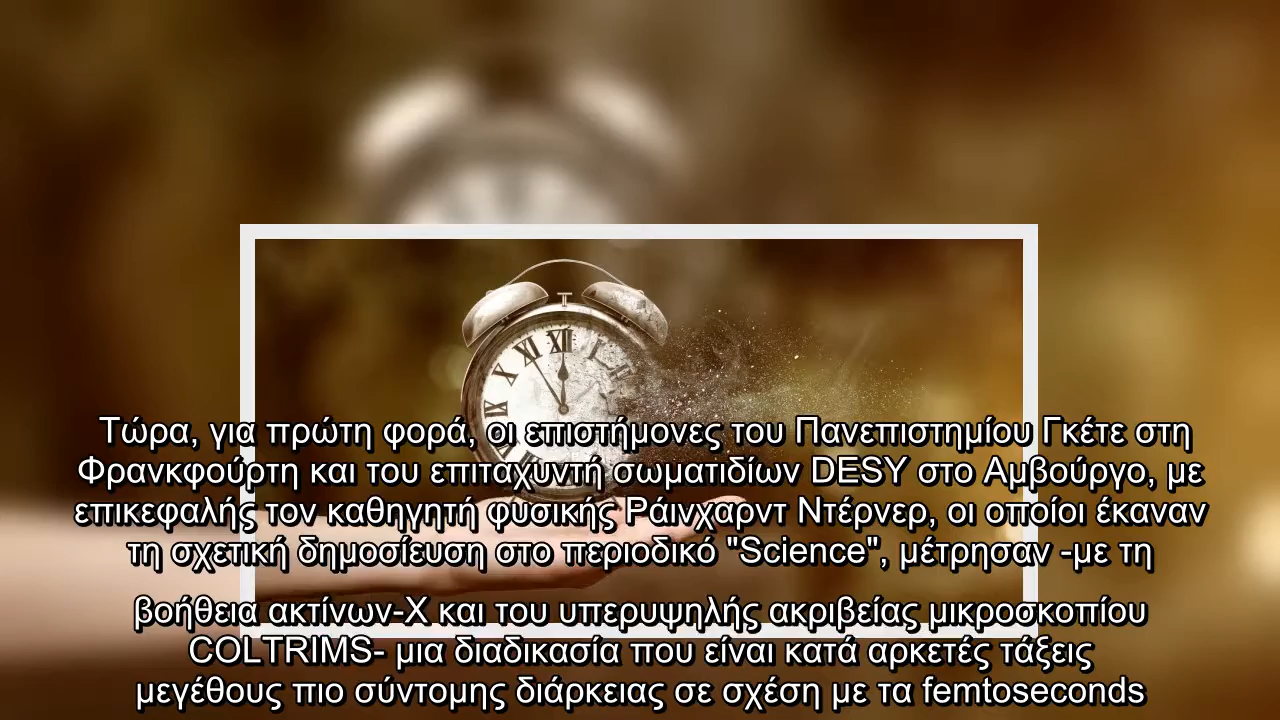 Τώρα, για πρώτη φορά, οι επιστήμονες του Πανεπιστημίου Γκέτε στη
Φρανκφούρτη και του επιταχυντή σωματιδίων DESY στο Αμβούργο, με
επικεφαλής τον καθηγητή φυσικής Ράινχαρντ Ντέρνερ, οι οποίοι έκαναν
τη σχετική δημοσίευση στο περιοδικό "Science", μέτρησαν -με τη
βοήθεια ακτίνων-Χ και του υπερυψηλής ακριβείας μικροσκοπίου
COLTRIMS- μια διαδικασία που είναι κατά αρκετές τάξεις
μεγέθους πιο σύντομης διάρκειας σε σχέση με τα femtoseconds